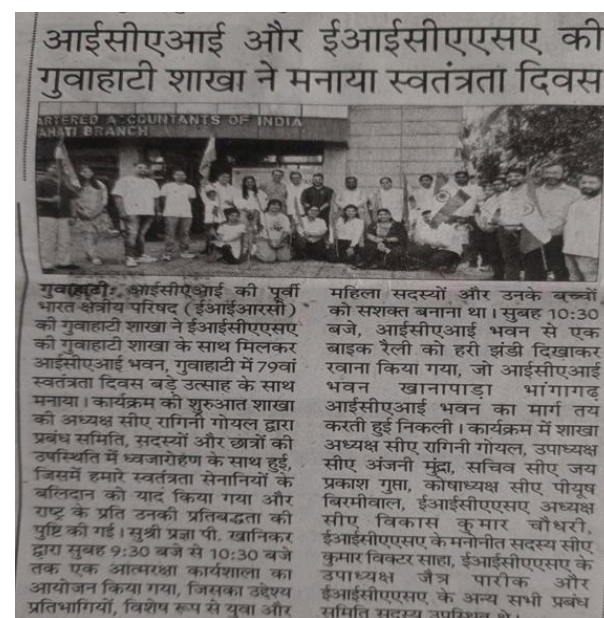 आईसीएआई और ईआईसीएएसए की
गुवाहाटी शाखा ने मनाया स्वतंत्रता दिवस
ARTERED ACCOUNTANTS OF INDIA
AHATI BRANCH
गुवाहाटी: आईसीएआई की पूर्वी
भारत क्षेत्रीय परिषद (ईआईआरसी)
की गुवाहाटी शाखा ने ईआईसीएएसए
की गुवाहाटी शाखा के साथ मिलकर
आईसीएआई भवन, गुवाहाटी में 79वां
स्वतंत्रता दिवस बड़े उत्साह के साथ
मनाया। कार्यक्रम की शुरुआत शाखा
की अध्यक्ष सीए रागिनी गोयल द्वारा
प्रबंध समिति, सदस्यों और छात्रों की
उपस्थिति में ध्वजारोहण के साथ हुई,
जिसमें हमारे स्वतंत्रता सेनानियों के
बलिदान को याद किया गया और
राष्ट्र के प्रति उनकी प्रतिबद्धता की
पुष्टि की गई। सुश्री प्रज्ञा पी. खानिकर
द्वारा सुबह 9:30 बजे से 10:30 बजे
तक एक आत्मरक्षा कार्यशाला का
आयोजन किया गया, जिसका उद्देश्य
प्रतिभागियों, विशेष रूप से युवा और
महिला सदस्यों और उनके बच्चों
को सशक्त बनाना था। सुबह 10:30
बजे, आईसीएआई भवन से एक
बाइक रैली को हरी झंडी दिखाकर
रवाना किया गया, जो आईसीएआई
भवन खानापाड़ा भांगागढ़
आईसीएआई भवन का मार्ग तय
करती हुई निकली। कार्यक्रम में शाखा
अध्यक्ष सीए रागिनी गोयल, उपाध्यक्ष
सीए अंजनी मुंद्रा, सचिव सीए जय
प्रकाश गुप्ता, कोषाध्यक्ष सीए पीयूष
बिरमीवाल, ईआईसीएएसए अध्यक्ष
सीए विकास कुमार चौधरी,
ईआईसीएएसए के मनोनीत सदस्य सीए
कुमार विक्टर साहा, ईआईसीएएसए के
उपाध्यक्ष जैत्र पारीक और
ईआईसीएएसए के अन्य सभी प्रबंध
समिति सदस्य उपस्थित थे।